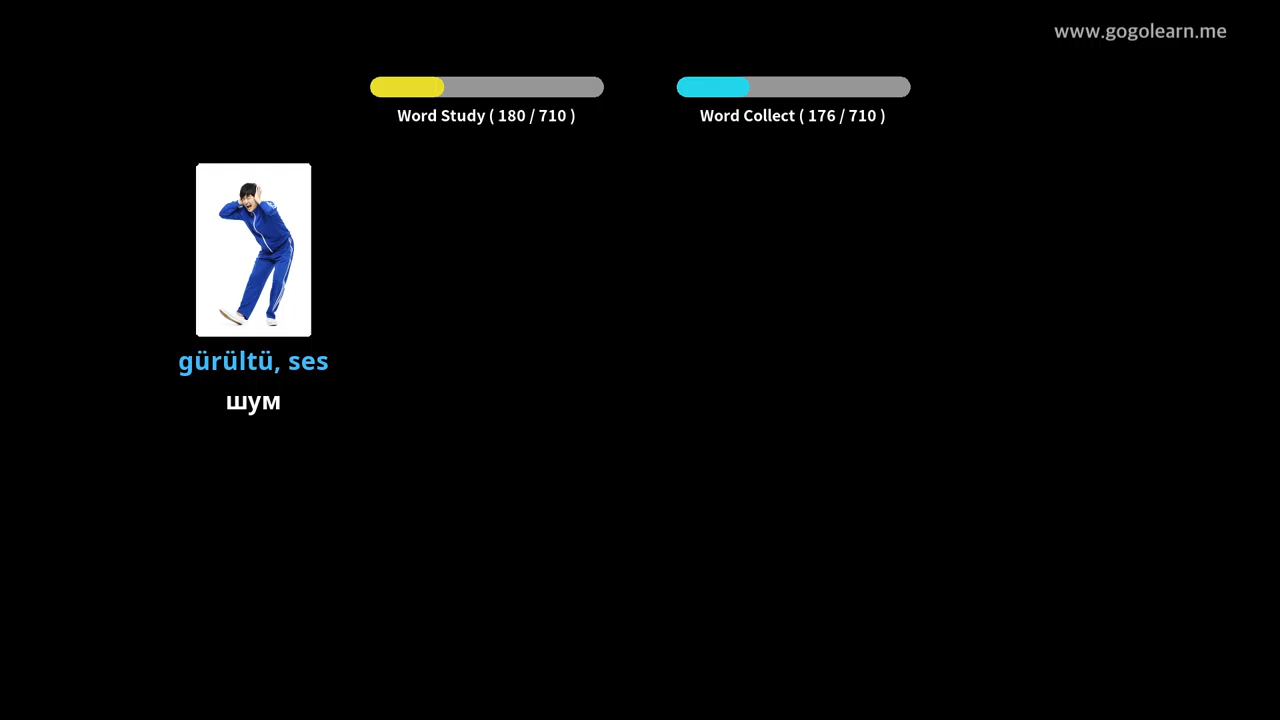 www.gogolearn.me
Word Study ( 180 / 710 )
Word Collect ( 176 / 710 )
gürültü, ses
шум